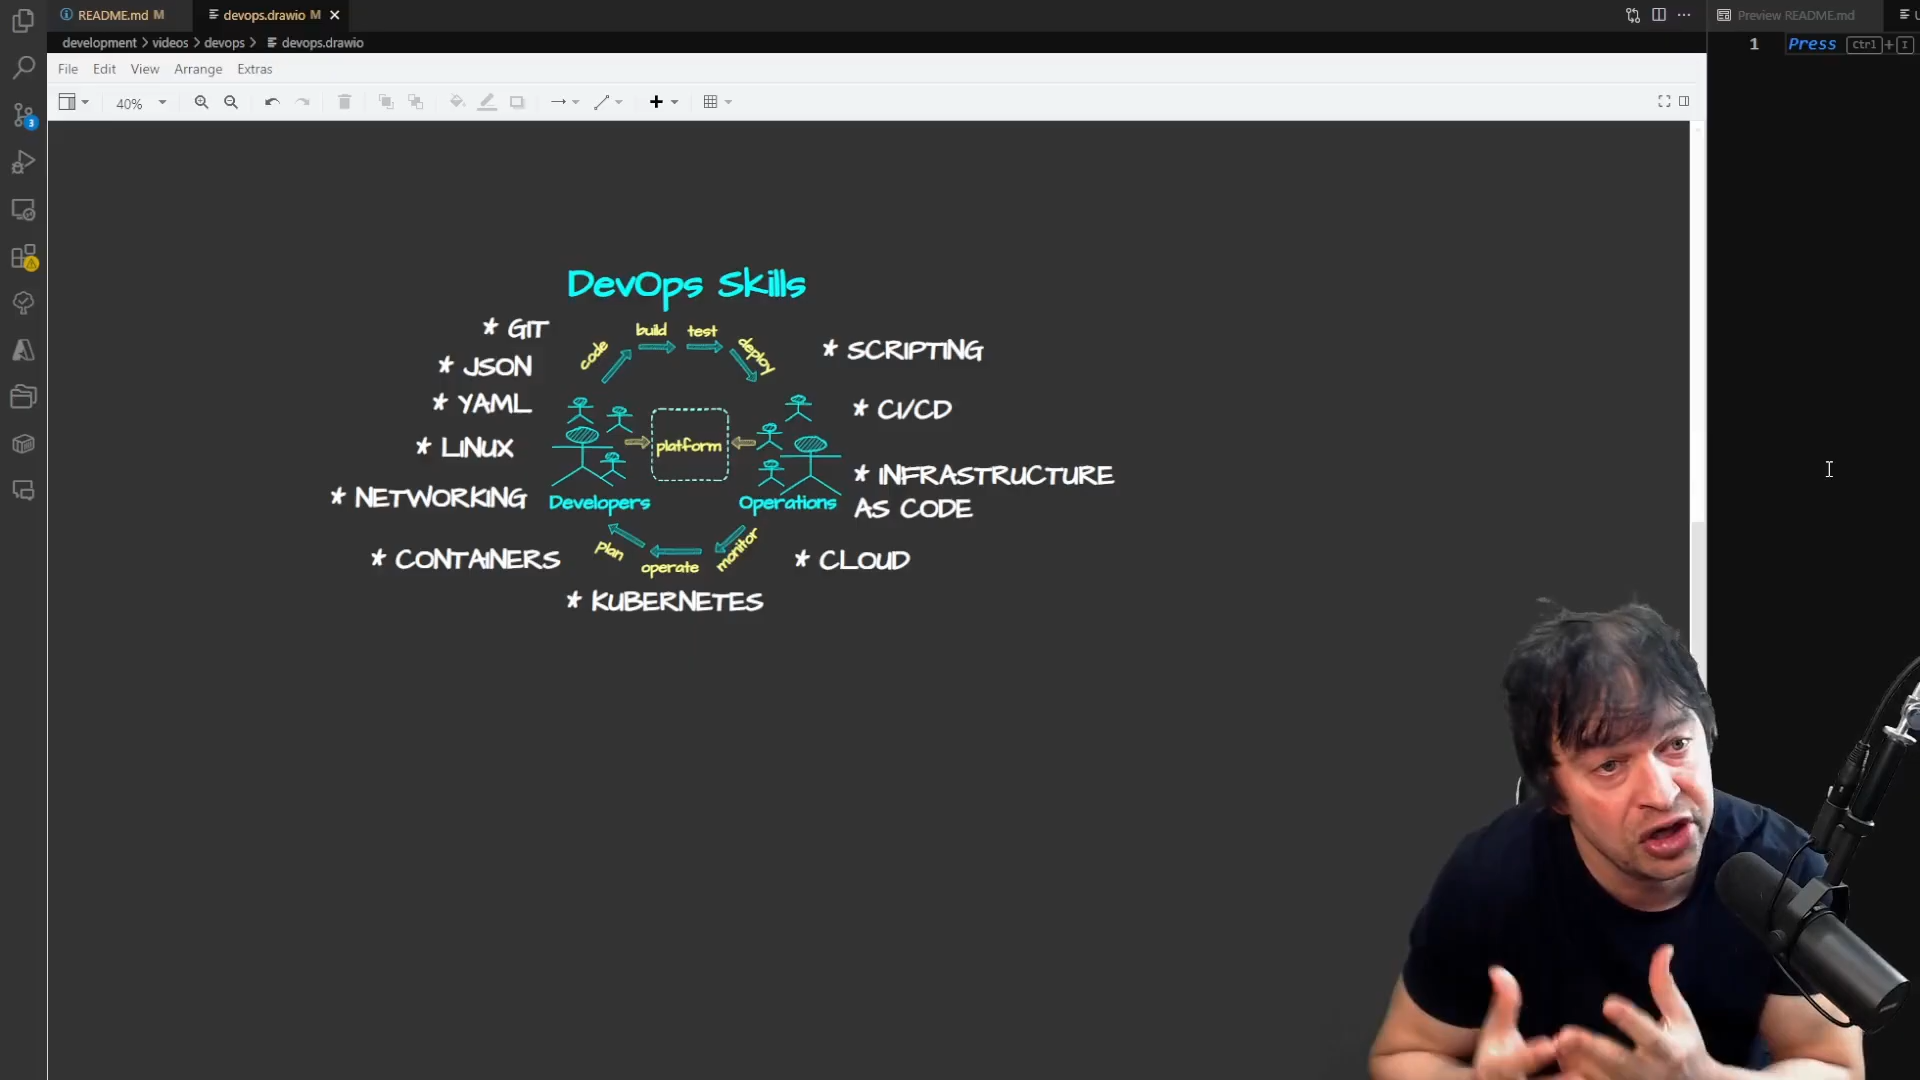 README.md M
devops.drawio M
Preview README.md
development > videos > devops > devops.drawio
1 Press Ctrl + I
File Edit View Arrange Extras
40%
3
DevOps Skills
* GIT
* JSON
* YAML
* LINUX
* NETWORKING
* CONTAINERS
* KUBERNETES
code
build
test
deploy
platform
Developers
Operations
plan
operate
monitor
* SCRIPTING
* CI/CD
* INFRASTRUCTURE
AS CODE
* CLOUD